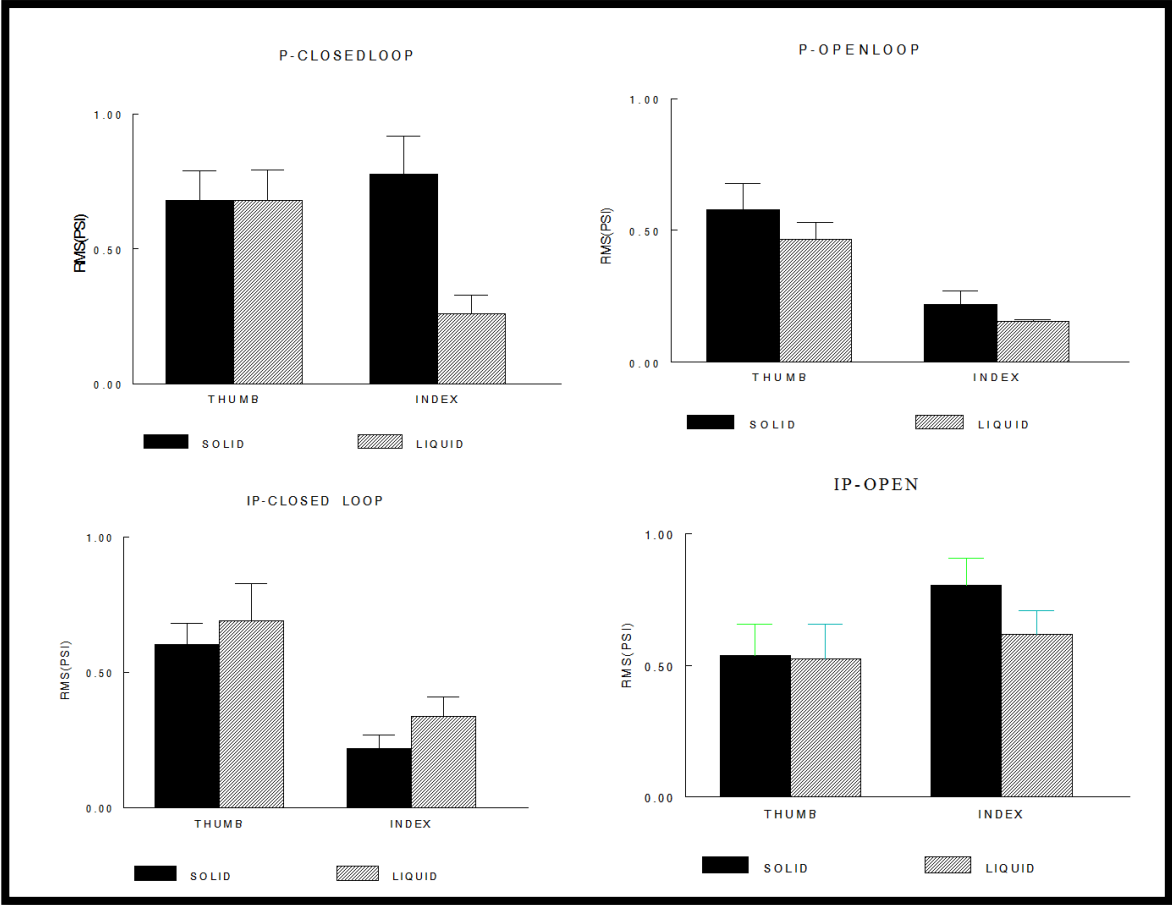 P-CLOSEDLOOP
1.00
RMS(PSI)
0.50
0.00
THUMB INDEX
SOLID LIQUID
P-OPENLOOP
1.00
RMS(PSI)
0.50
0.00
THUMB INDEX
SOLID LIQUID
IP-CLOSED LOOP
1.00
RMS(PSI)
0.50
0.00
THUMB INDEX
SOLID LIQUID
IP-OPEN
1.00
RMS(PSI)
0.50
0.00
THUMB INDEX
SOLID LIQUID